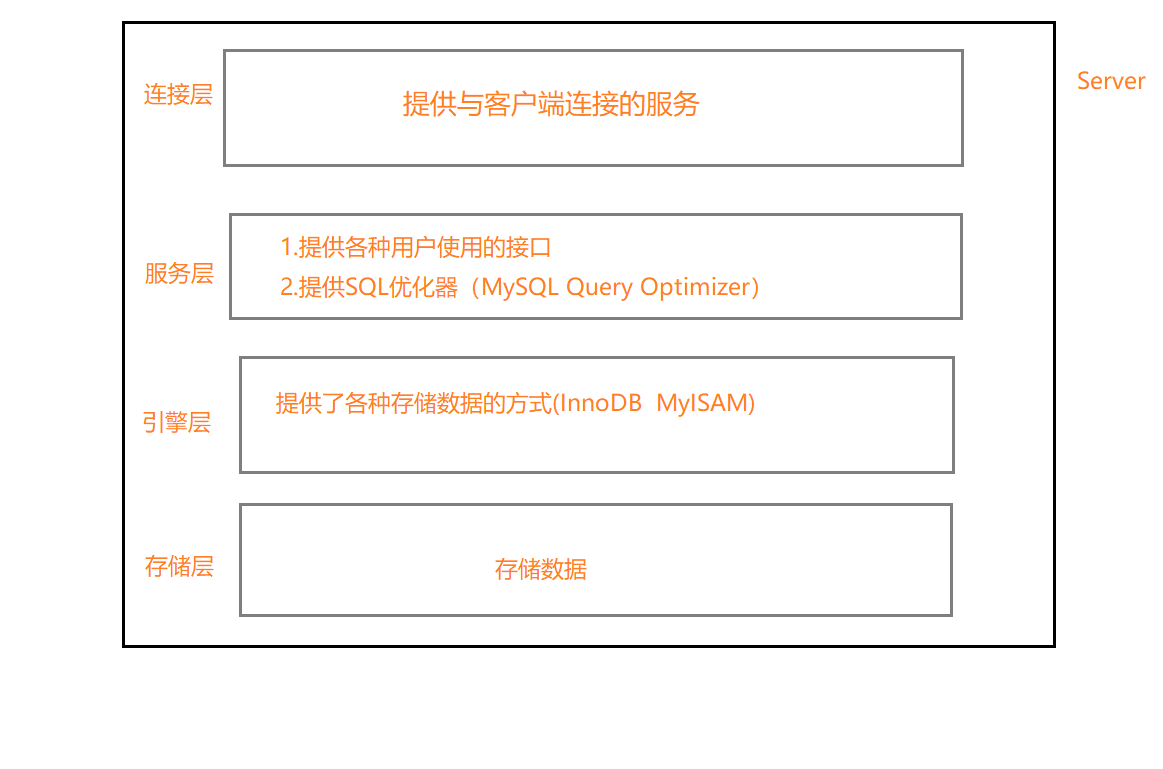 连接层
提供与客户端连接的服务
Server
服务层
1.提供各种用户使用的接口
2.提供SQL优化器（MySQL Query Optimizer）
引擎层
提供了各种存储数据的方式(InnoDB  MyISAM)
存储层
存储数据